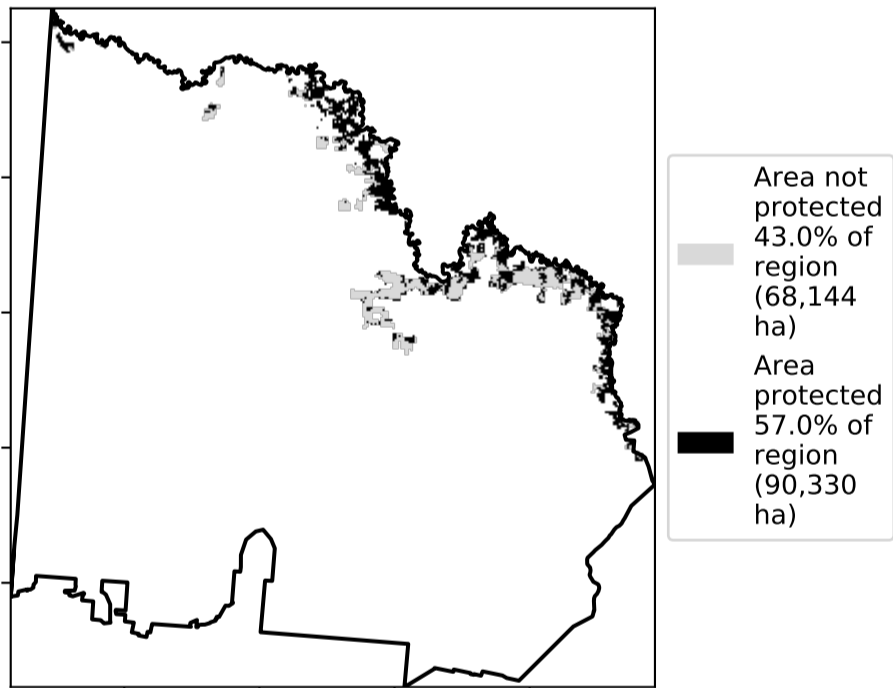 Area not
protected
43.0% of
region
(68,144
ha)
Area
protected
57.0% of
region
(90,330
ha)